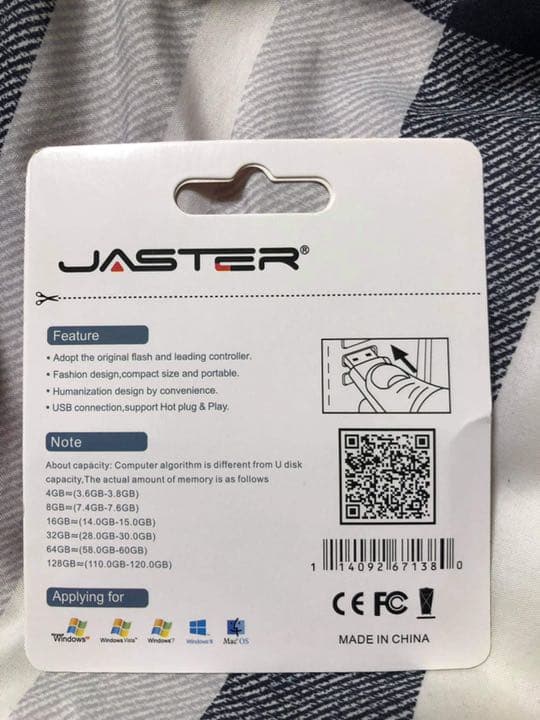 JASTER®
Feature
• Adopt the original flash and leading controller.
• Fashion design,compact size and portable.
• Humanization design by convenience.
• USB connection,support Hot plug & Play.
Note
About capacity: Computer algorithm is different from U disk
capacity,The actual amount of memory is as follows
4GB≈(3.6GB-3.8GB)
8GB≈(7.4GB-7.6GB)
16GB≈(14.0GB-15.0GB)
32GB≈(28.0GB-30.0GB)
64GB≈(58.0GB-60GB)
128GB≈(110.0GB-120.0GB)
1 14092 67138 0
Applying for
Windows xp Windows Vista Windows 7 Windows 8 Mac OS
CE FC
MADE IN CHINA